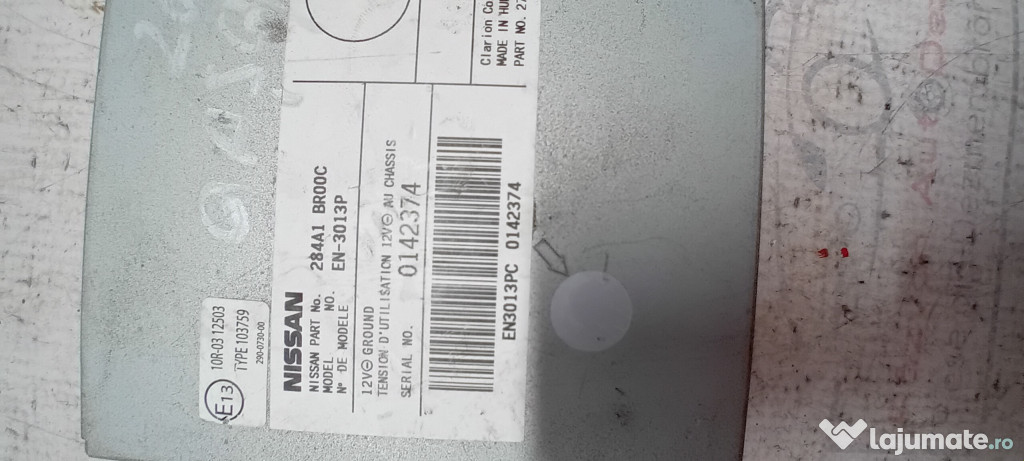 E13
10R-03 12503
TYPE 103759
290-0730-00
NISSAN
NISSAN PART No. 284A1 BR00C
MODEL NO. EN-3013P
N° DE MODELE
12V⊖ GROUND
TENSION D'UTILISATION 12V⊖ AU CHASSIS
SERIAL NO. 0142374
EN3013PC 0142374
Clarion Co
MADE IN HU
PART NO. 27
lajumate.ro